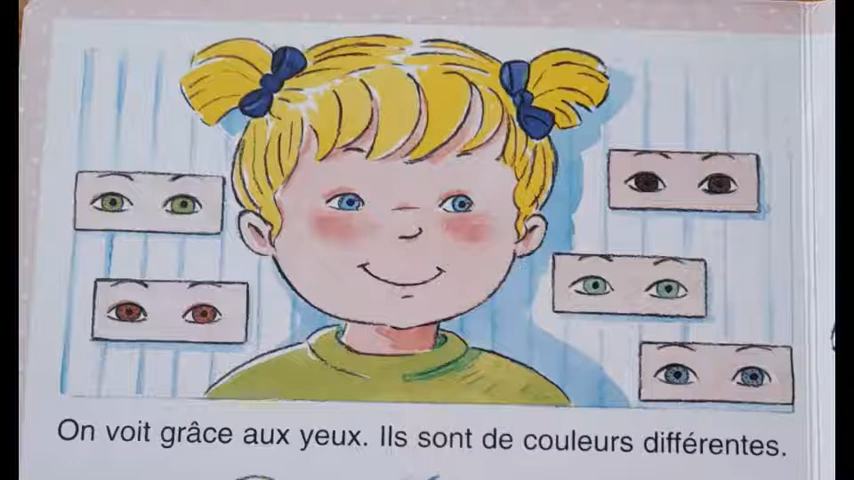 On voit grâce aux yeux. Ils sont de couleurs différentes.